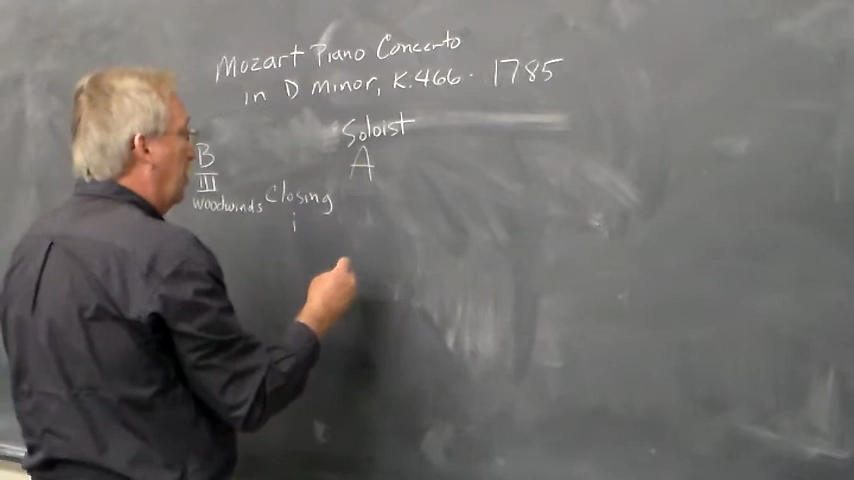 Mozart Piano Concerto
in D Minor, K.466 - 1785
Soloist
B
A
III
Closing
woodwinds
i